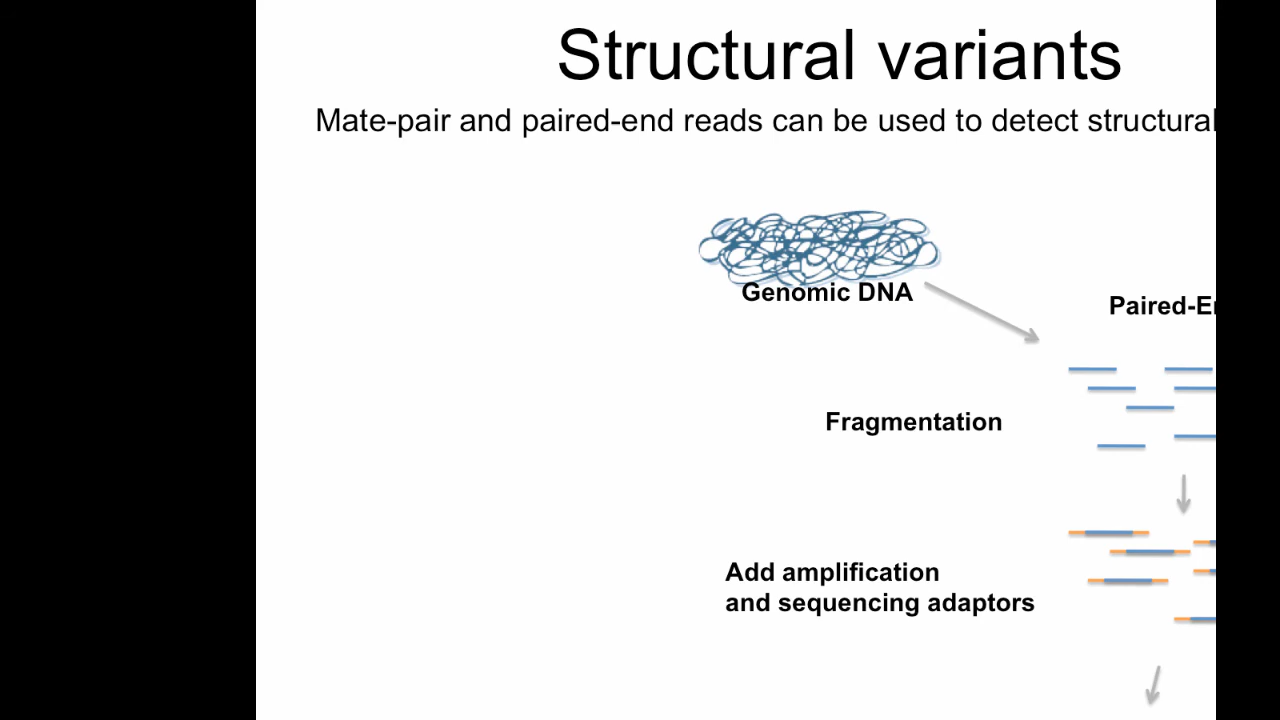 Structural variants
Mate-pair and paired-end reads can be used to detect structural
Genomic DNA
Paired-E
Fragmentation
Add amplification
and sequencing adaptors